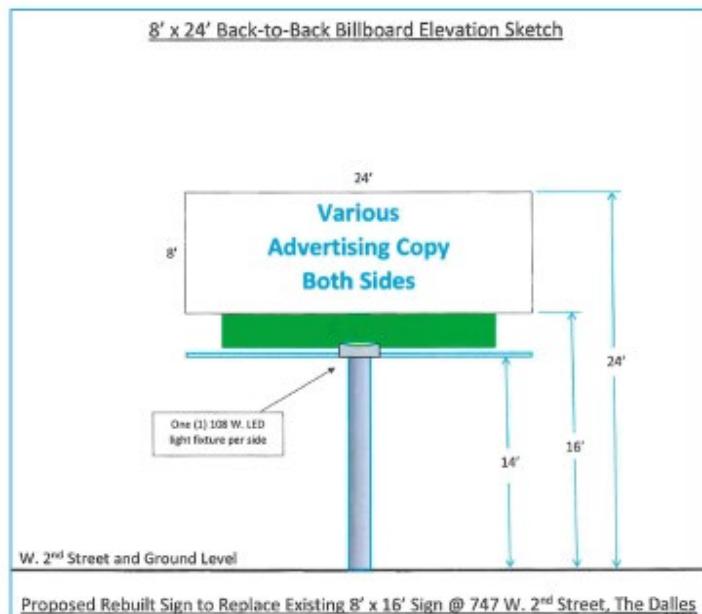 8' x 24' Back-to-Back Billboard Elevation Sketch
24'
Various
Advertising Copy
Both Sides
8'
24'
One (1) 108 W. LED
light fixture per side
16'
14'
W. 2nd Street and Ground Level
Proposed Rebuilt Sign to Replace Existing 8' x 16' Sign @ 747 W. 2nd Street, The Dalles